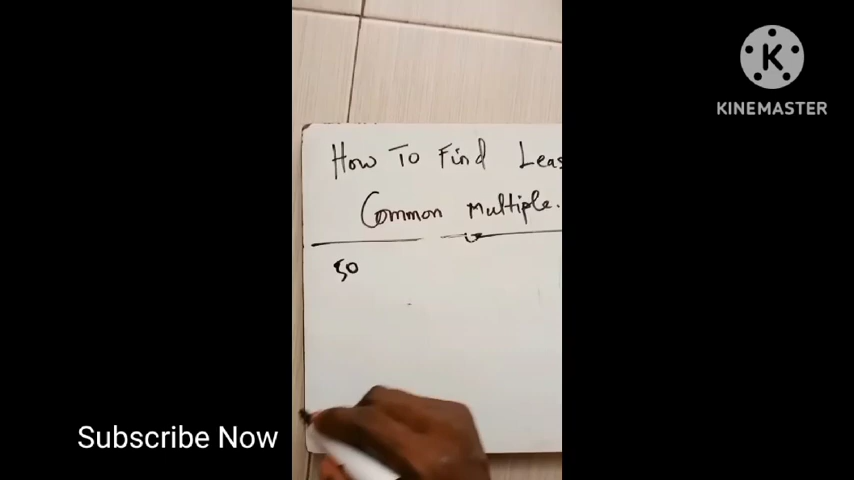 KINEMASTER
How To Find
Common Multiple.
50
Subscribe Now